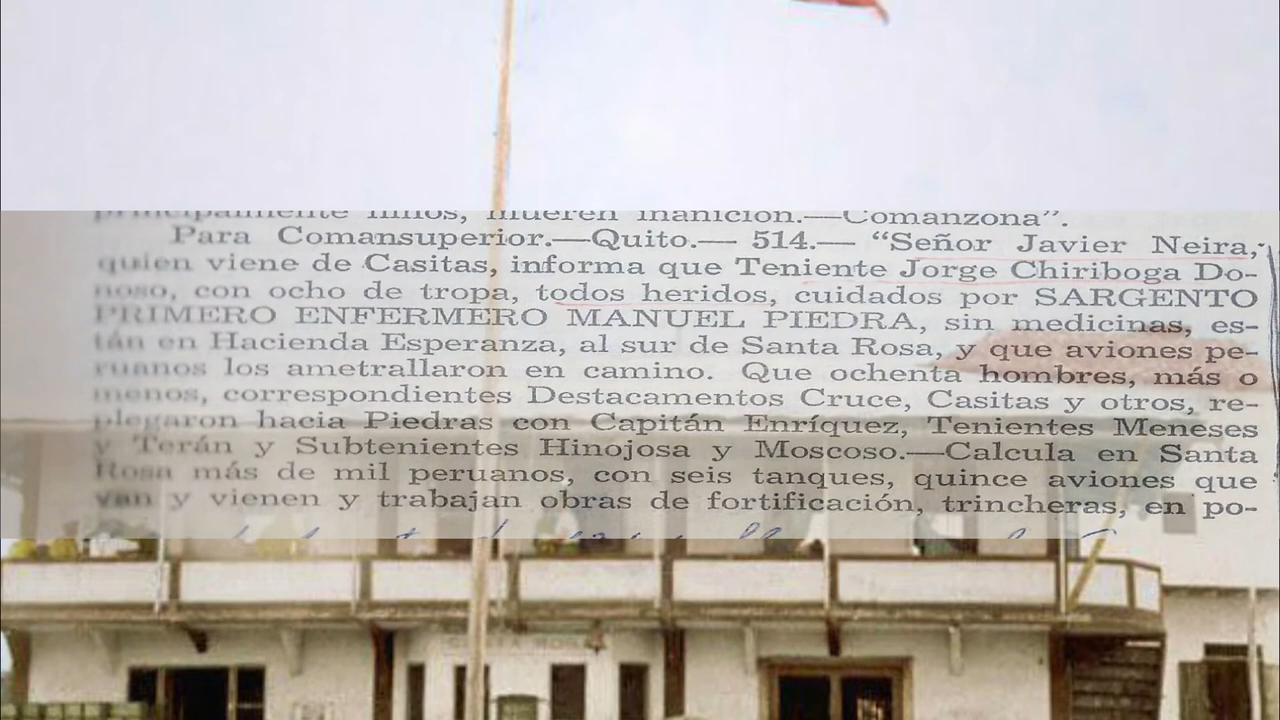 principalmente niños, mueren inanición.—Comanzona”.
Para Comansuperior.—Quito.— 514.— “Señor Javier Neira,
quien viene de Casitas, informa que Teniente Jorge Chiriboga Do-
noso, con ocho de tropa, todos heridos, cuidados por SARGENTO
PRIMERO ENFERMERO MANUEL PIEDRA, sin medicinas, es-
tán en Hacienda Esperanza, al sur de Santa Rosa, y que aviones pe-
ruanos los ametrallaron en camino. Que ochenta hombres, más o
menos, correspondientes Destacamentos Cruce, Casitas y otros, re-
plegaron hacia Piedras con Capitán Enríquez, Tenientes Meneses
y Terán y Subtenientes Hinojosa y Moscoso.—Calcula en Santa
Rosa más de mil peruanos, con seis tanques, quince aviones que
van y vienen y trabajan obras de fortificación, trincheras, en po-